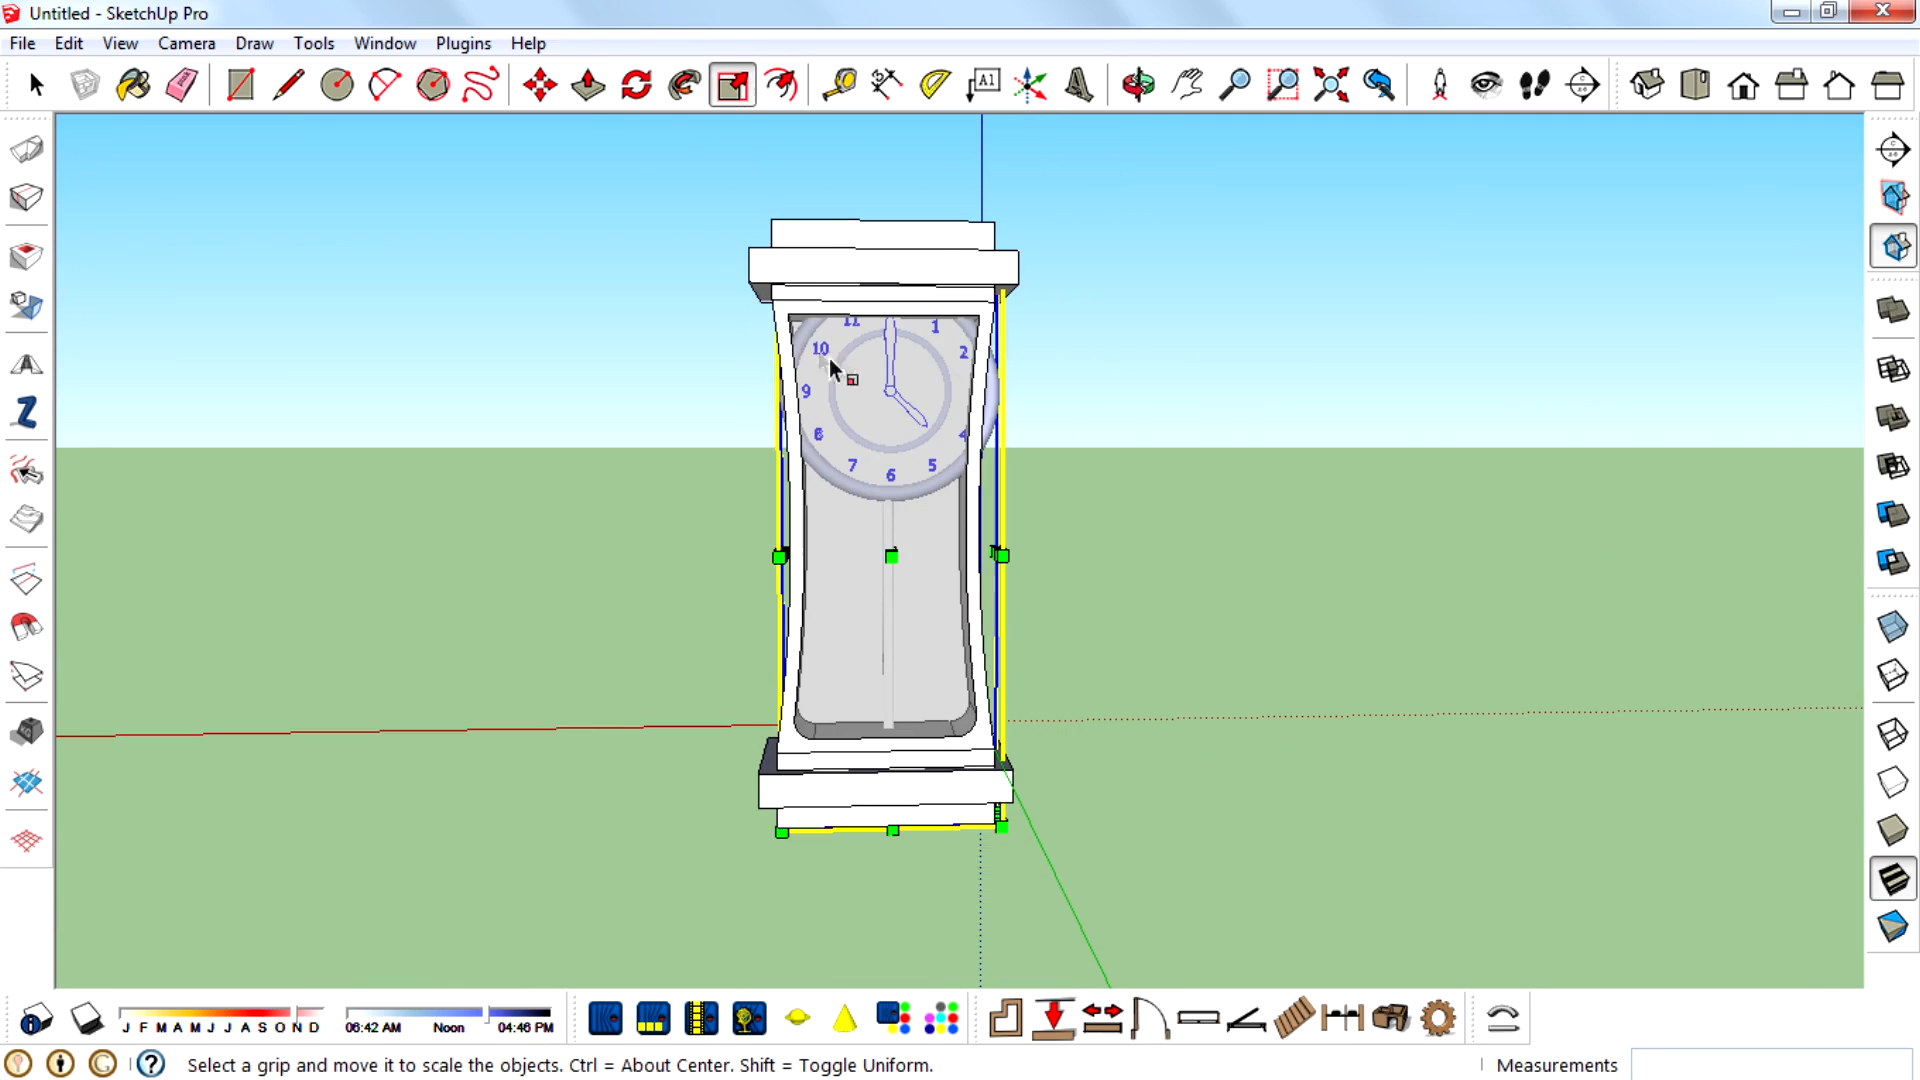 Untitled - SketchUp Pro
File Edit View Camera Draw Tools Window Plugins Help
A1
11 1
10 2
9
8 4
7 5
6
J F M A M J J A S O N D
06:42 AM Noon 04:46 PM
Select a grip and move it to scale the objects. Ctrl = About Center. Shift = Toggle Uniform.
Measurements